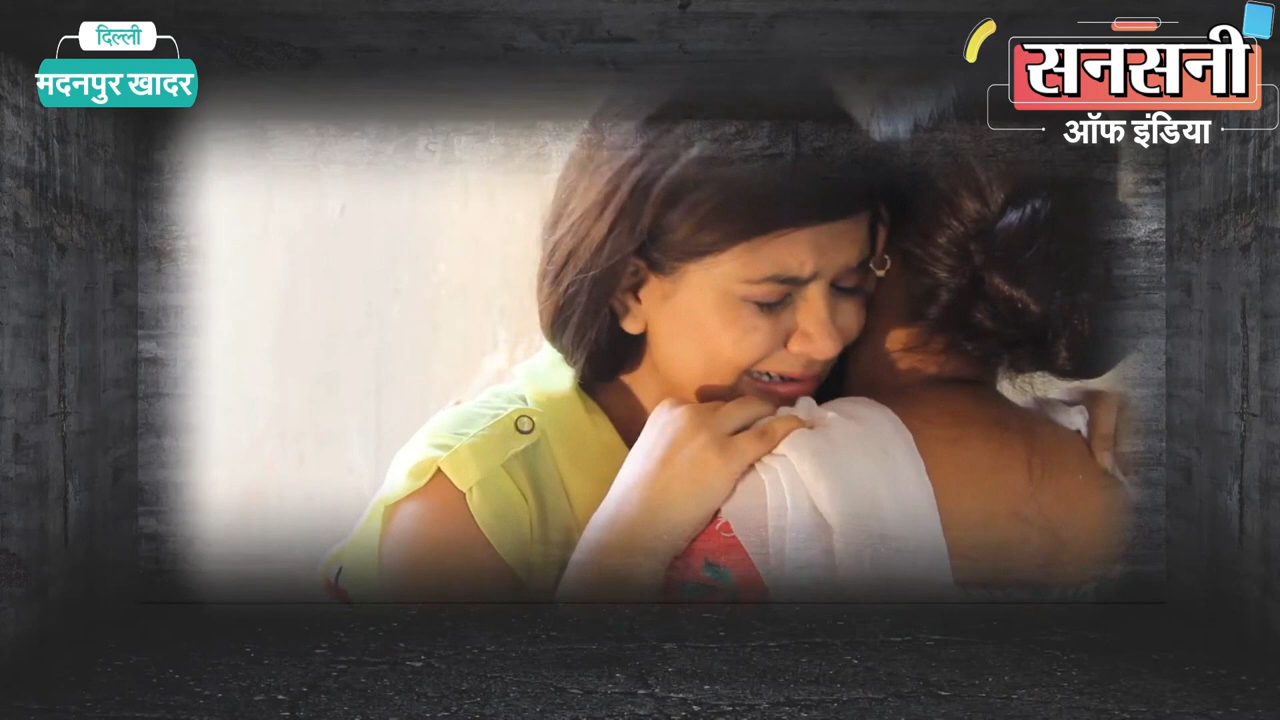 दिल्ली
मदनपुर खादर
सनसनी
ऑफ इंडिया